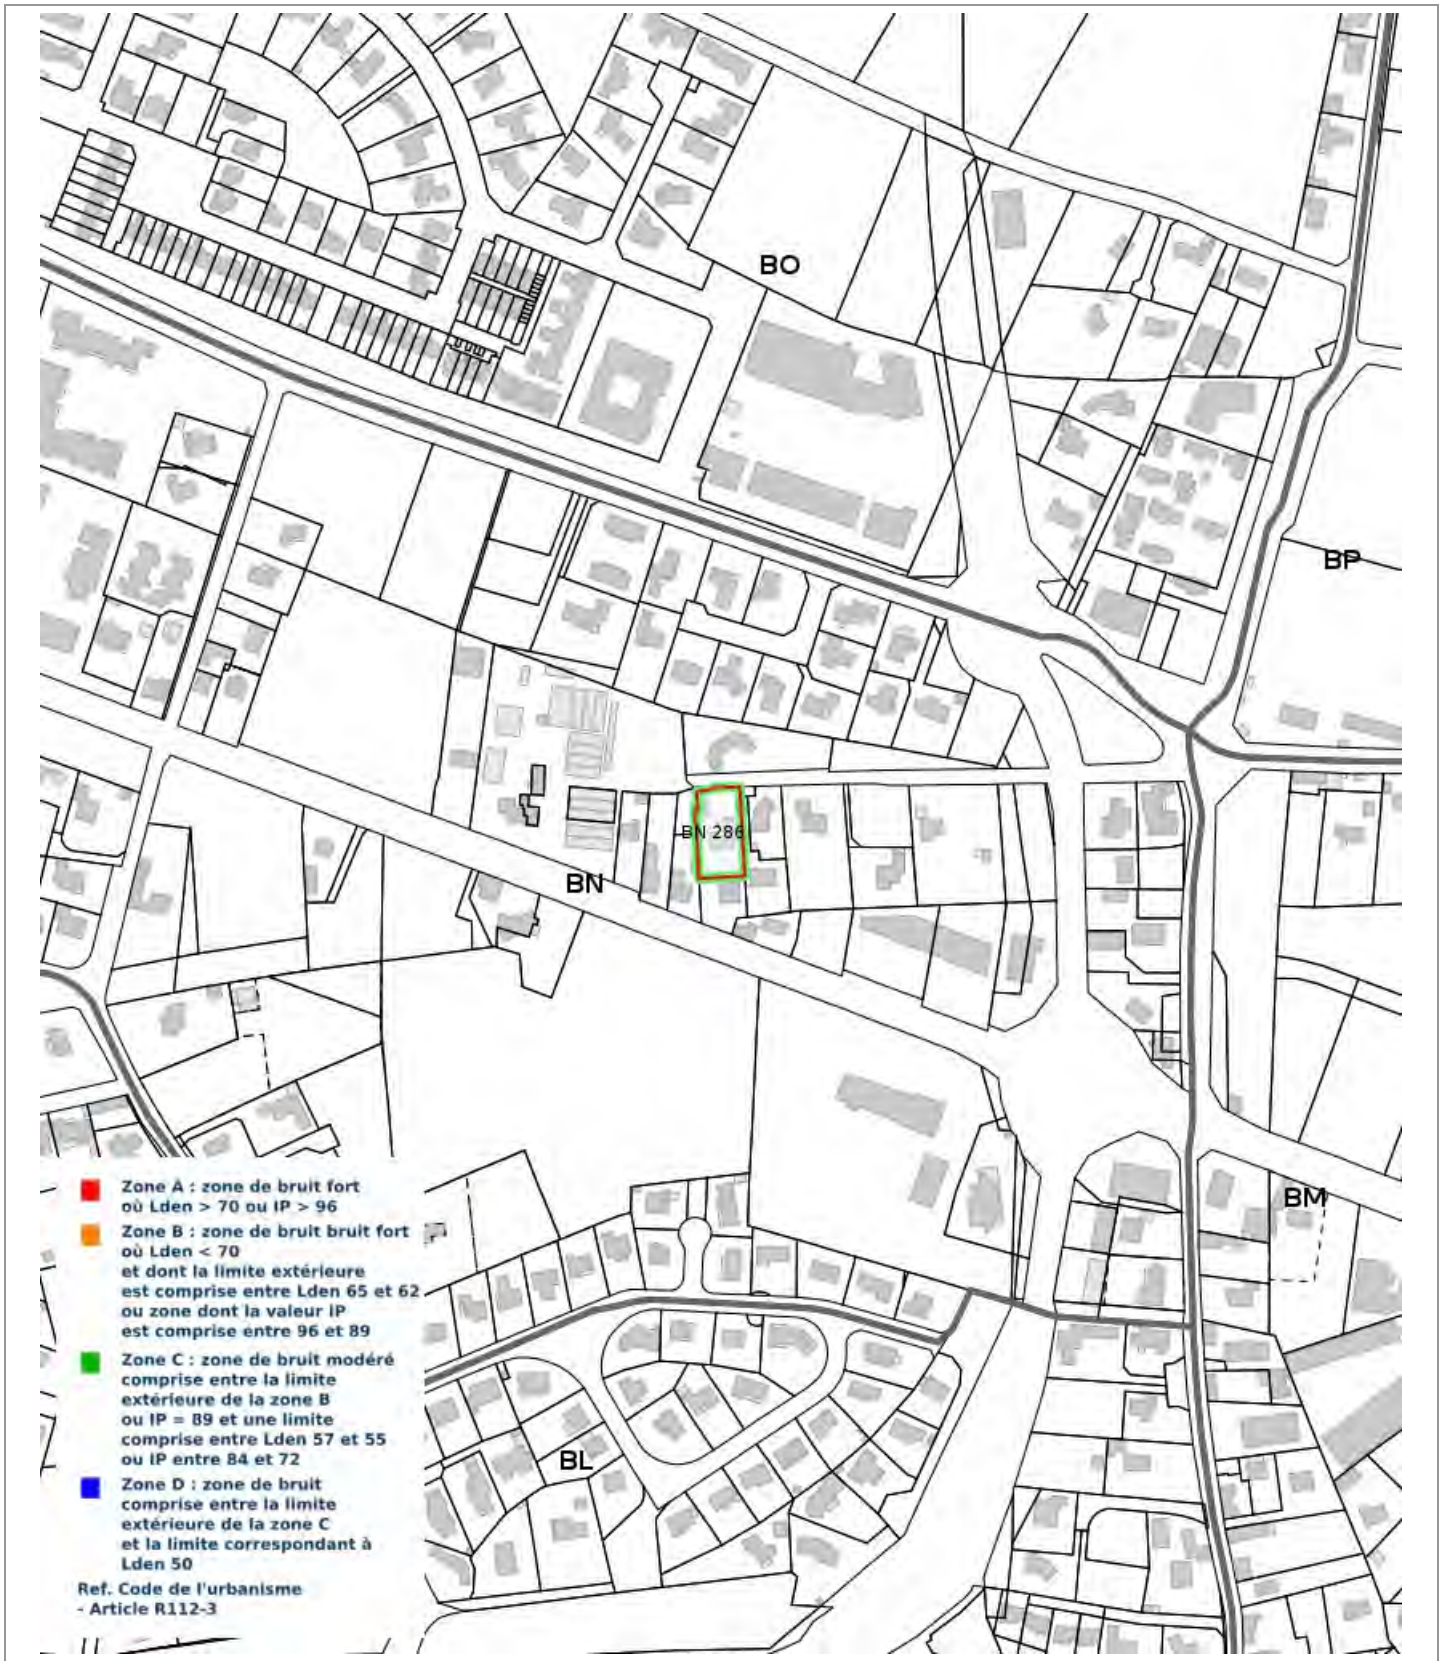 BO
BP
BN 286
BN
BM
BL
Zone A : zone de bruit fort
où Lden > 70 ou IP > 96
Zone B : zone de bruit bruit fort
où Lden < 70
et dont la limite extérieure
est comprise entre Lden 65 et 62
ou zone dont la valeur IP
est comprise entre 96 et 89
Zone C : zone de bruit modéré
comprise entre la limite
extérieure de la zone B
ou IP = 89 et une limite
comprise entre Lden 57 et 55
ou IP entre 84 et 72
Zone D : zone de bruit
comprise entre la limite
extérieure de la zone C
et la limite correspondant à
Lden 50
Ref. Code de l'urbanisme
- Article R112-3